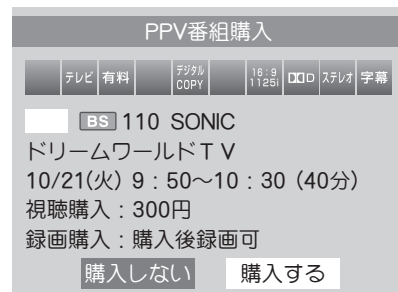 PPV番組購入
テレビ 有料 デジタル COPY 16:9 1125i DD ステレオ 字幕
BS 110 SONIC
ドリームワールドTV
10/21(火) 9:50〜10:30 (40分)
視聴購入:300円
録画購入:購入後録画可
購入しない 購入する